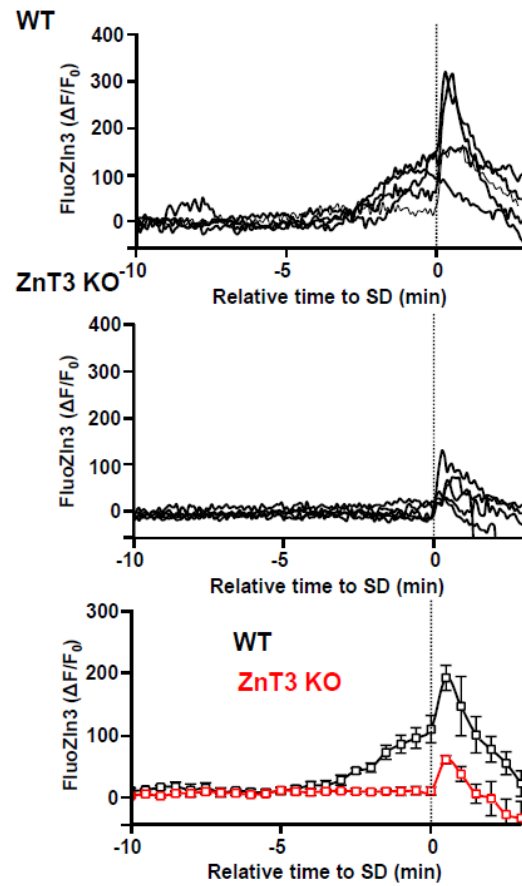 WT
FluoZIn3 (ΔF/F0)
400
300
200
100
0
-10 -5 0
Relative time to SD (min)
ZnT3 KO
FluoZIn3 (ΔF/F0)
400
300
200
100
0
-10 -5 0
Relative time to SD (min)
FluoZIn3 (ΔF/F0)
300
200
100
0
WT
ZnT3 KO
-10 -5 0
Relative time to SD (min)